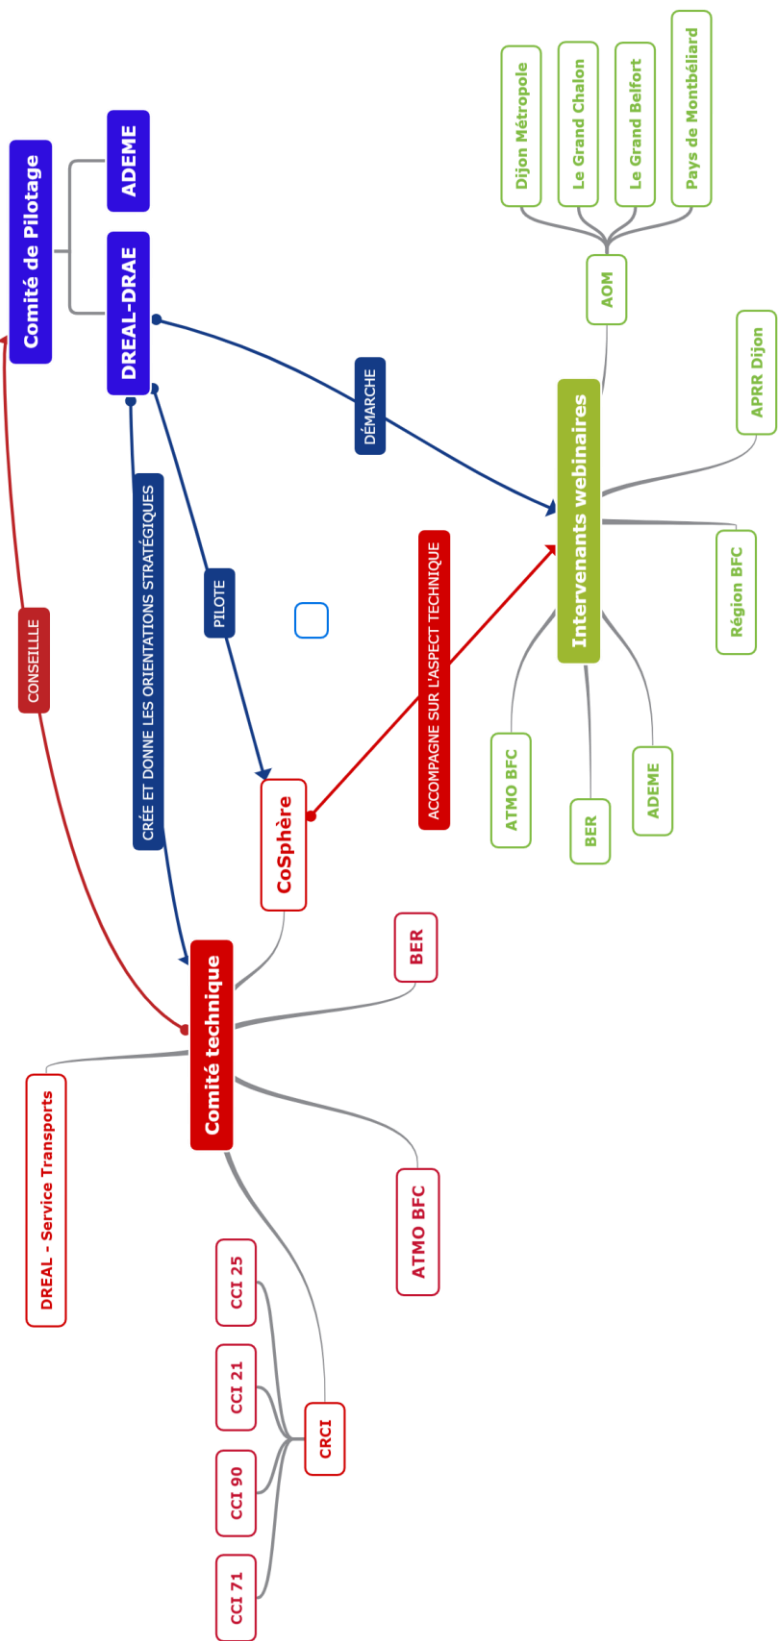 Comité de Pilotage
DREAL-DRAE
ADEME
CONSEILLLE
CRÉE ET DONNE LES ORIENTATIONS STRATÉGIQUES
PILOTE
DÉMARCHE
ACCOMPAGNE SUR L'ASPECT TECHNIQUE
DREAL - Service Transports
Comité technique
CoSphère
BER
ATMO BFC
CRCI
CCI 71
CCI 90
CCI 21
CCI 25
Intervenants webinaires
AOM
Dijon Métropole
Le Grand Chalon
Le Grand Belfort
Pays de Montbéliard
APRR Dijon
Région BFC
ATMO BFC
BER
ADEME